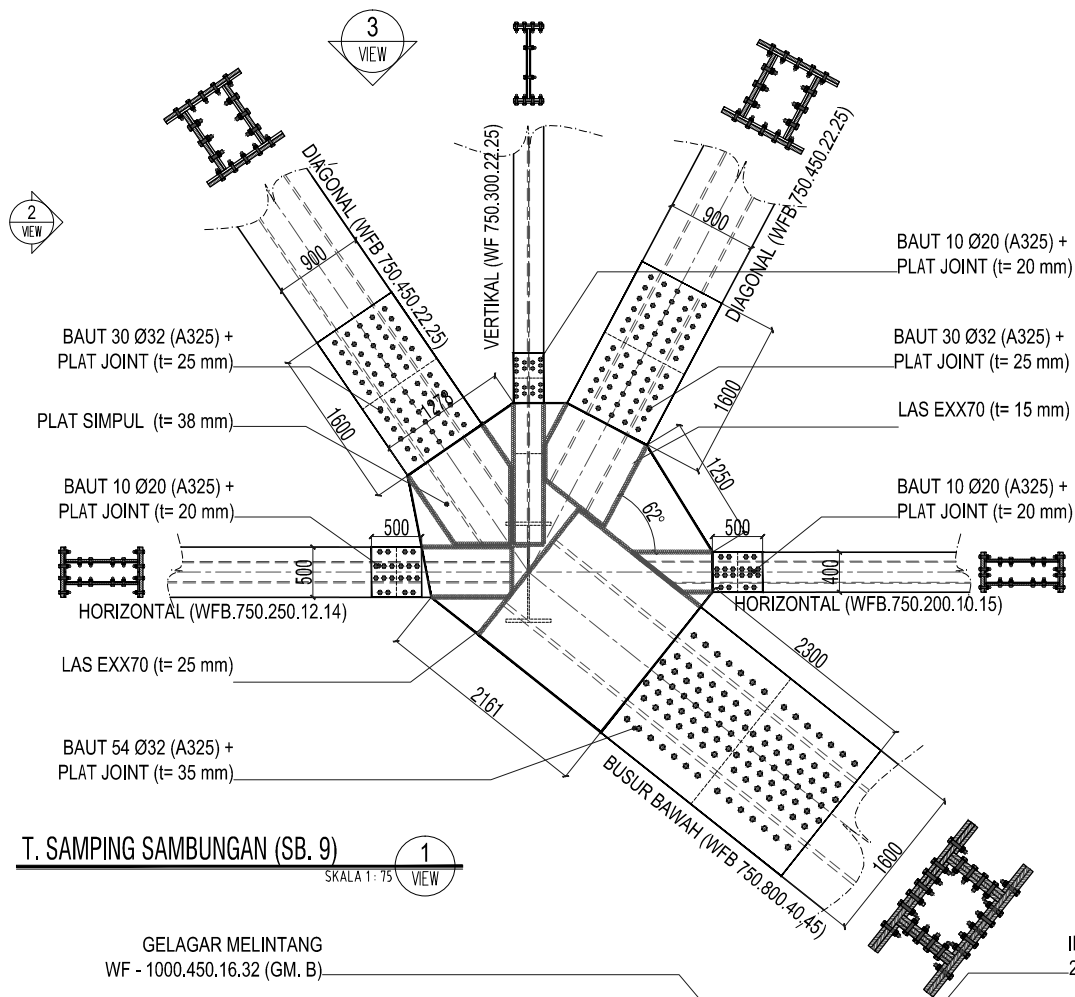 3
VIEW
2
VIEW
DIAGONAL (WFB 750.450.22.25)
VERTIKAL (WF 750.300.22.25)
DIAGONAL (WFB.750.450.22.25)
900
900
BAUT 10 Ø20 (A325) +
PLAT JOINT (t= 20 mm)
BAUT 30 Ø32 (A325) +
PLAT JOINT (t= 25 mm)
BAUT 30 Ø32 (A325) +
PLAT JOINT (t= 25 mm)
PLAT SIMPUL (t= 38 mm)
LAS EXX70 (t= 15 mm)
1600
1600
1250
62°
BAUT 10 Ø20 (A325) +
PLAT JOINT (t= 20 mm)
BAUT 10 Ø20 (A325) +
PLAT JOINT (t= 20 mm)
500
500
500
400
HORIZONTAL (WFB.750.250.12.14)
HORIZONTAL (WFB.750.200.10.15)
LAS EXX70 (t= 25 mm)
2161
2300
BAUT 54 Ø32 (A325) +
PLAT JOINT (t= 35 mm)
BUSUR BAWAH (WFB 750.800.40.45)
1600
T. SAMPING SAMBUNGAN (SB. 9)
SKALA 1 : 75
1
VIEW
GELAGAR MELINTANG
WF - 1000.450.16.32 (GM. B)
2